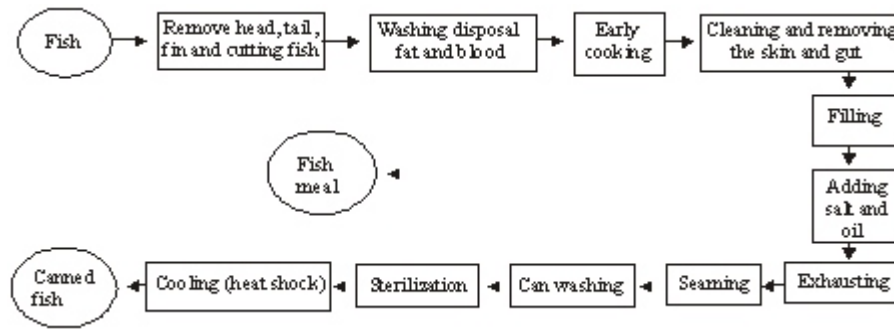 Fish
Remove head, tail,
fin and cutting fish
Washing disposal
fat and blood
Early
cooking
Cleaning and removing
the skin and gut
Filling
Adding
salt and
oil
Exhausting
Seaming
Can washing
Sterilization
Cooling (heat shock)
Canned
fish
Fish
meal